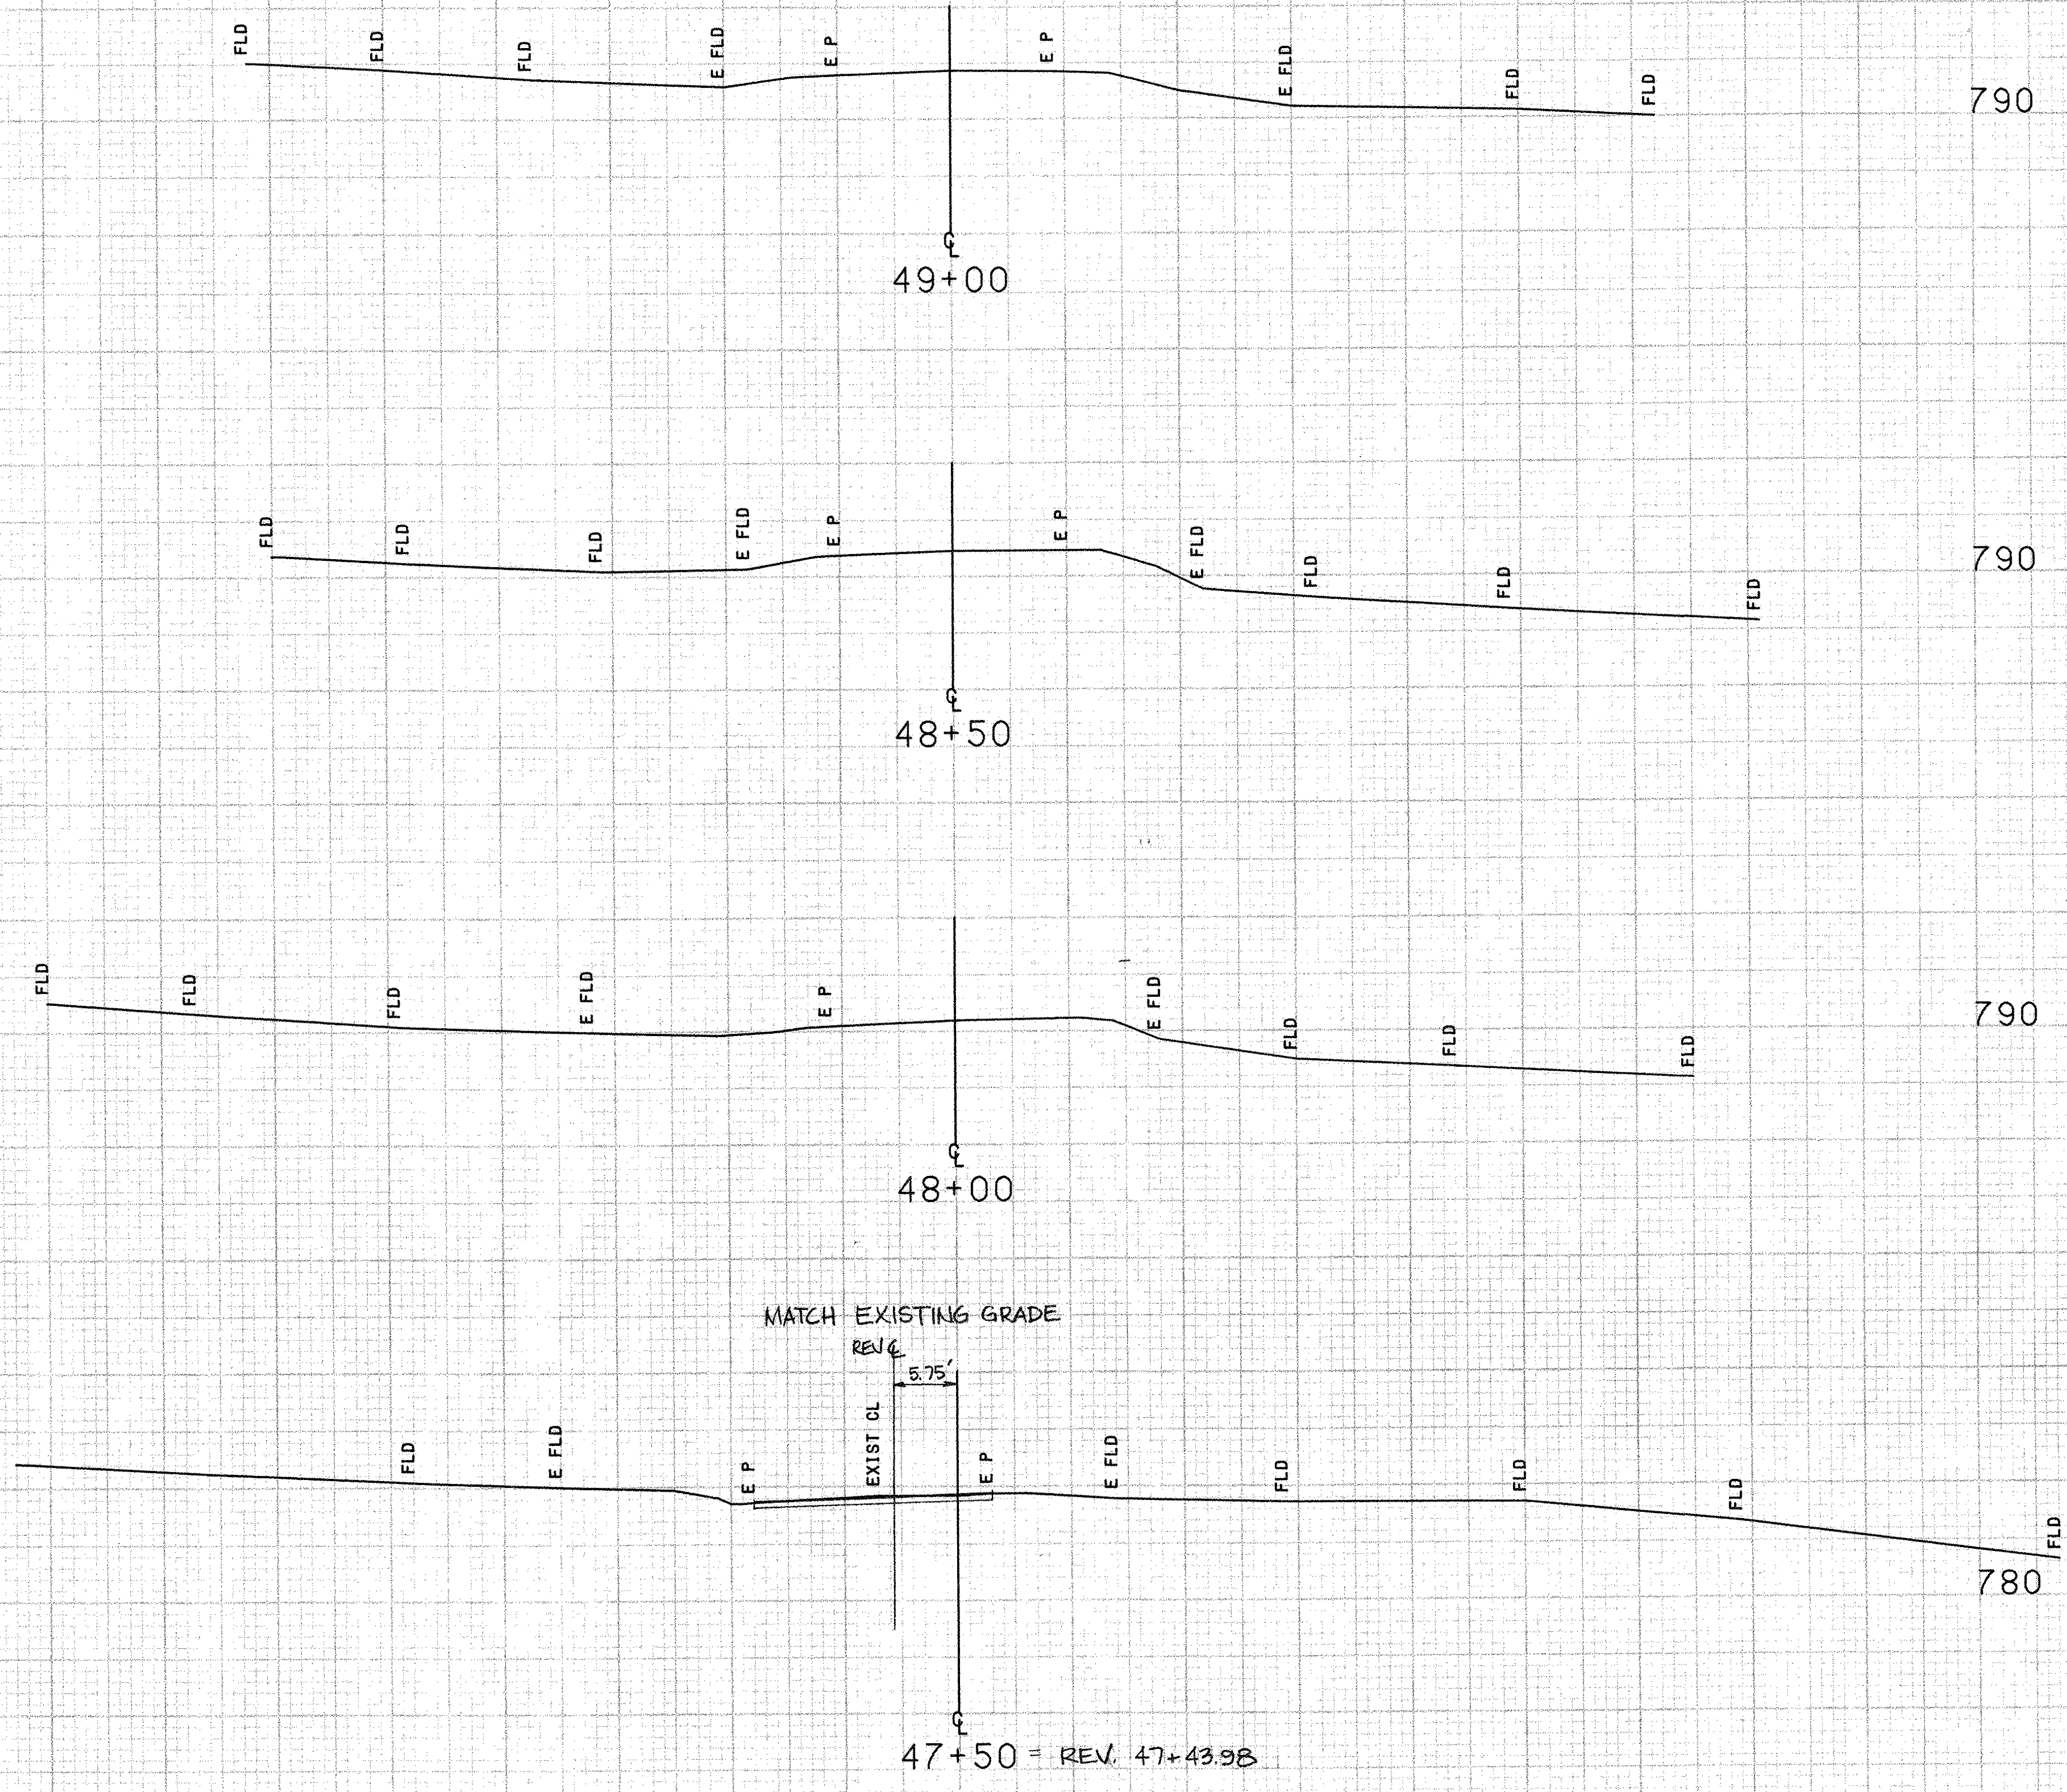 FLD FLD FLD E FLD E P E P E FLD FLD FLD
790
℄
49+00
FLD FLD FLD E FLD E P E P E FLD FLD FLD FLD
790
℄
48+50
FLD FLD FLD E FLD E P E FLD FLD FLD FLD
790
℄
48+00
MATCH EXISTING GRADE
REV ℄
5.75'
FLD E FLD E P EXIST CL E P E FLD FLD FLD FLD FLD
780
℄
47+50 = REV. 47+43.98